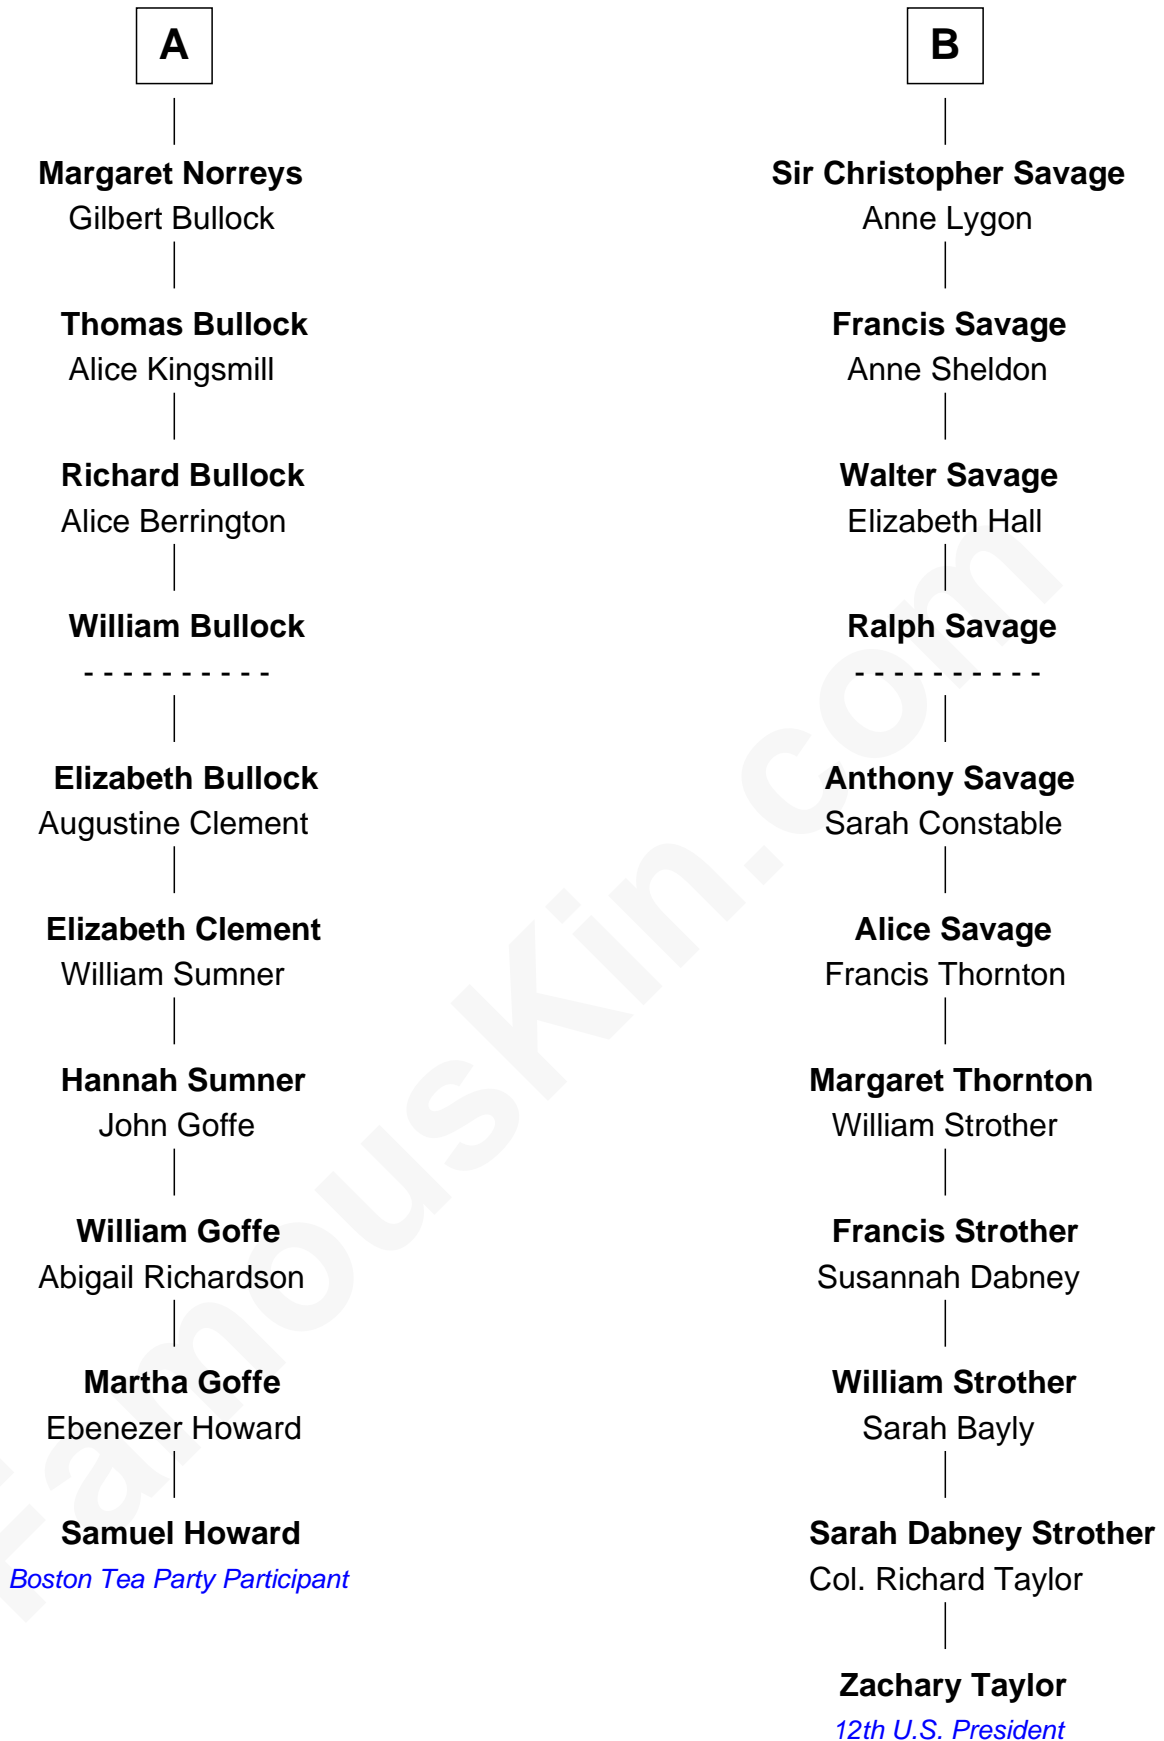 A
Margaret Norreys
Gilbert Bullock
Thomas Bullock
Alice Kingsmill
Richard Bullock
Alice Berrington
William Bullock
- - - - - - - - - -
Elizabeth Bullock
Augustine Clement
Elizabeth Clement
William Sumner
Hannah Sumner
John Goffe
William Goffe
Abigail Richardson
Martha Goffe
Ebenezer Howard
Samuel Howard
Boston Tea Party Participant
B
Sir Christopher Savage
Anne Lygon
Francis Savage
Anne Sheldon
Walter Savage
Elizabeth Hall
Ralph Savage
- - - - - - - - - -
Anthony Savage
Sarah Constable
Alice Savage
Francis Thornton
Margaret Thornton
William Strother
Francis Strother
Susannah Dabney
William Strother
Sarah Bayly
Sarah Dabney Strother
Col. Richard Taylor
Zachary Taylor
12th U.S. President
FamousKin.com